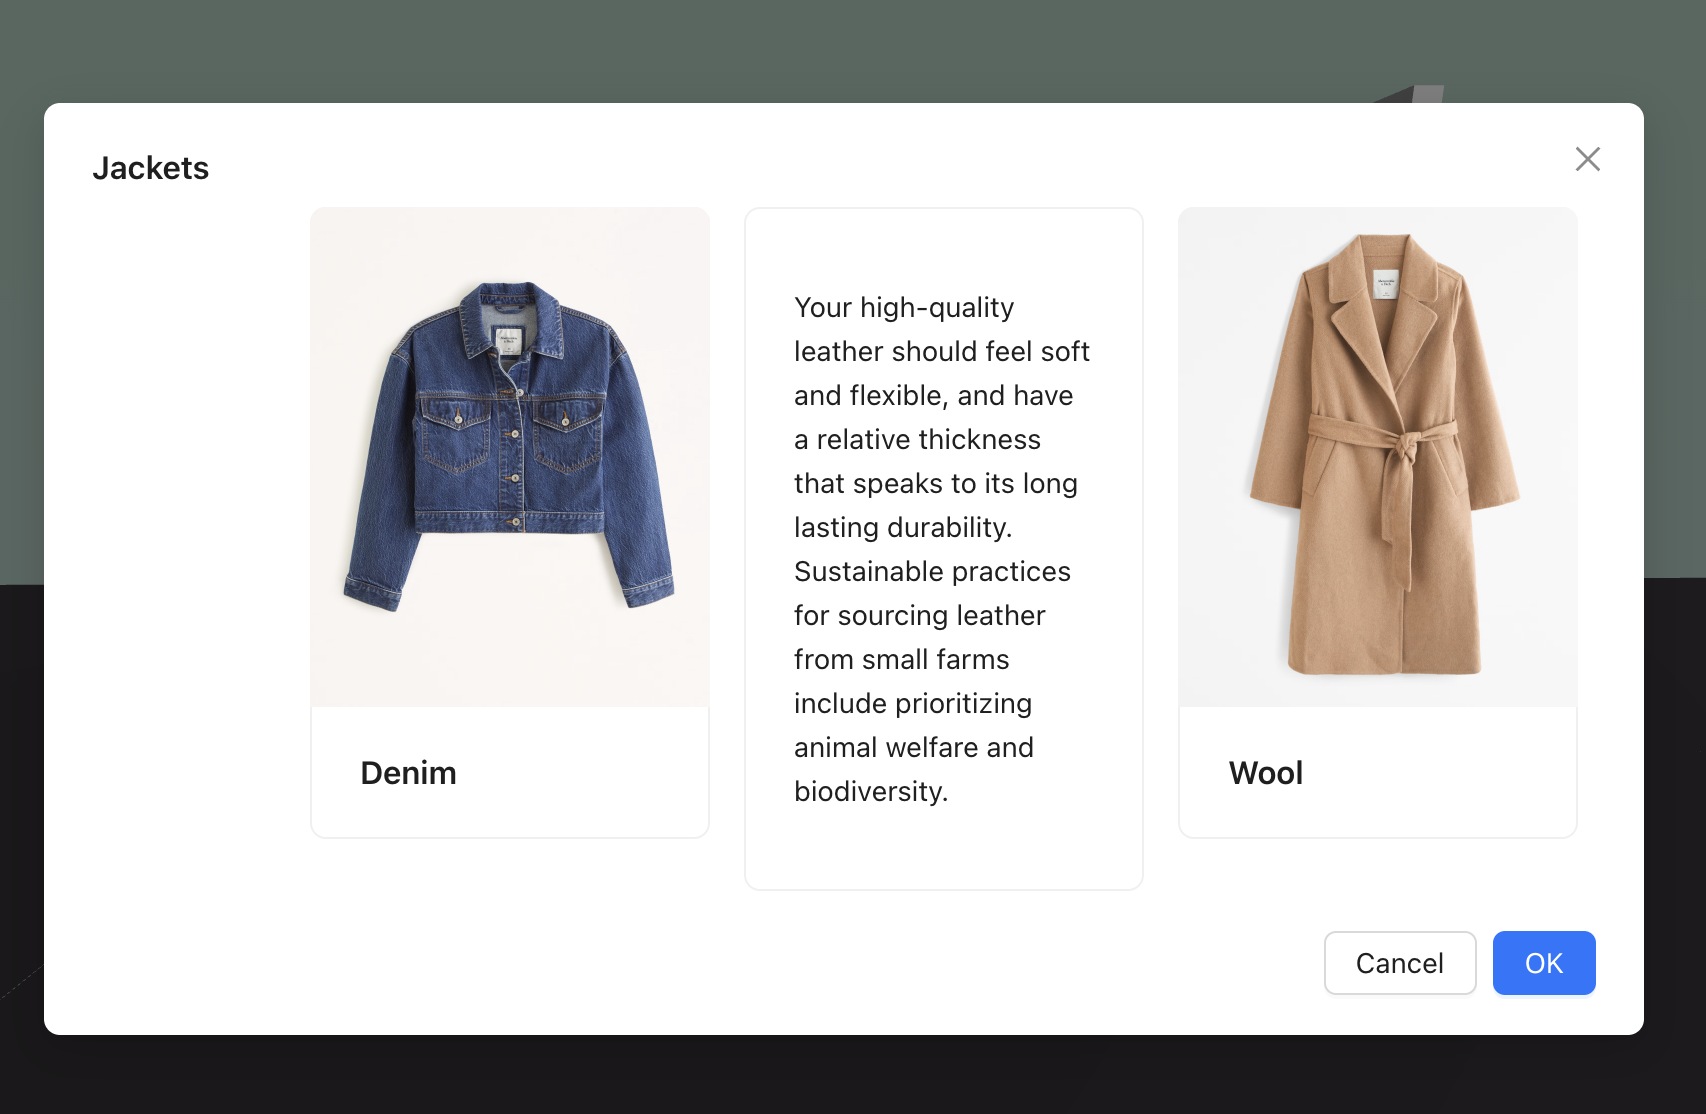 Jackets
Your high-quality
leather should feel soft
and flexible, and have
a relative thickness
that speaks to its long
lasting durability.
Sustainable practices
for sourcing leather
from small farms
include prioritizing
animal welfare and
biodiversity.
Denim
Wool
Cancel
OK